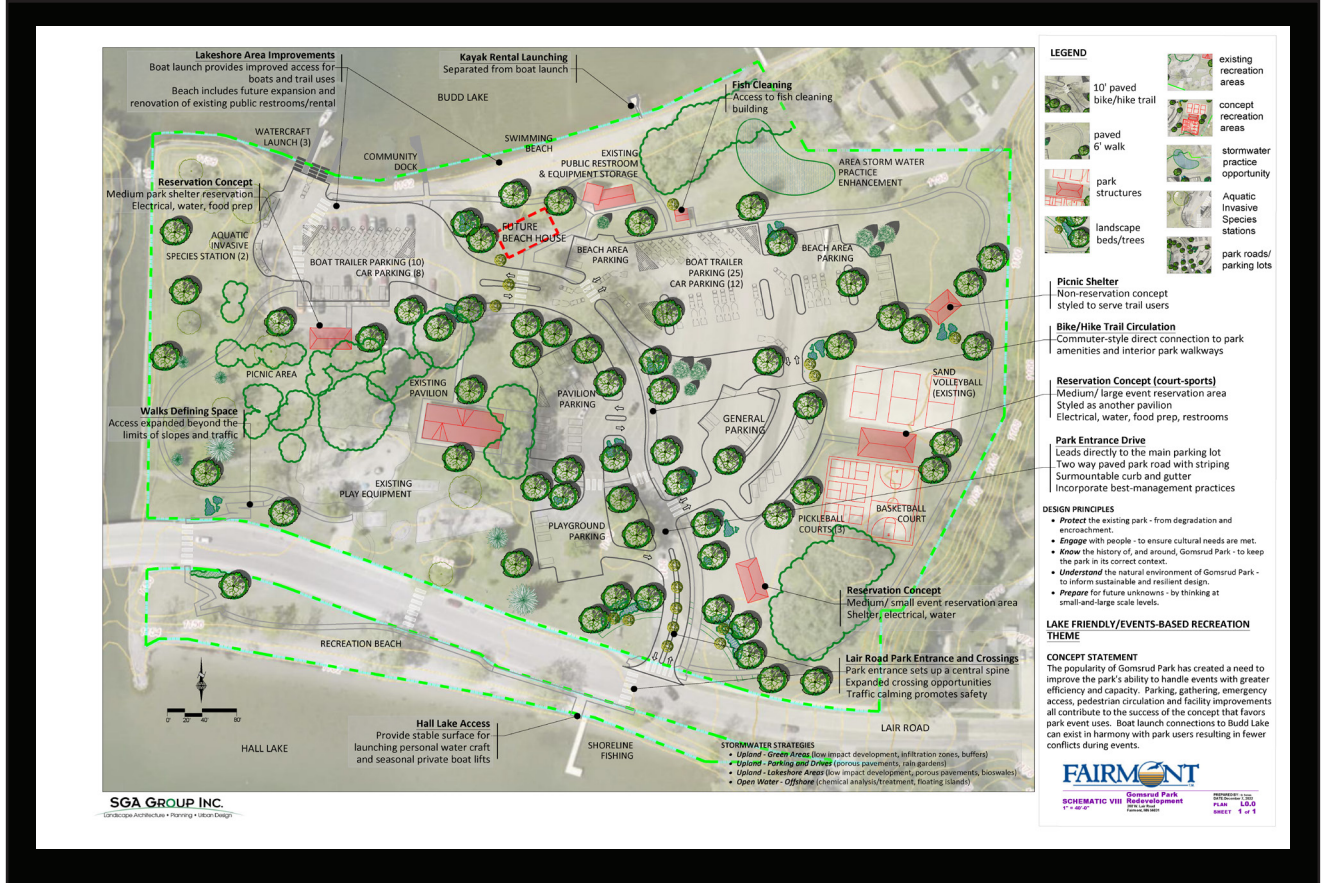 Lakeshore Area Improvements
Boat launch provides improved access for
boats and trail uses
Beach includes future expansion and
renovation of existing public restrooms/rental
Kayak Rental Launching
Separated from boat launch
BUDD LAKE
Fish Cleaning
Access to fish cleaning
building
WATERCRAFT
LAUNCH (3)
COMMUNITY
DOCK
SWIMMING
BEACH
EXISTING
PUBLIC RESTROOM
& EQUIPMENT STORAGE
AREA STORM WATER
PRACTICE
ENHANCEMENT
Reservation Concept
Medium park shelter reservation
Electrical, water, food prep
AQUATIC
INVASIVE
SPECIES STATION (2)
FUTURE
BEACH HOUSE
BOAT TRAILER PARKING (10)
CAR PARKING (8)
BEACH AREA
PARKING
BOAT TRAILER
PARKING (25)
CAR PARKING (12)
BEACH AREA
PARKING
PICNIC AREA
EXISTING
PAVILION
PAVILION
PARKING
GENERAL
PARKING
SAND
VOLLEYBALL
(EXISTING)
Walks Defining Space
Access expanded beyond the
limits of slopes and traffic
EXISTING
PLAY EQUIPMENT
PLAYGROUND
PARKING
PICKLEBALL
COURTS (3)
BASKETBALL
COURT
Reservation Concept
Medium/ small event reservation area
Shelter, electrical, water
RECREATION BEACH
Lair Road Park Entrance and Crossings
Park entrance sets up a central spine
Expanded crossing opportunities
Traffic calming promotes safety
0' 20' 40' 80'
Hall Lake Access
Provide stable surface for
launching personal water craft
and seasonal private boat lifts
HALL LAKE
SHORELINE
FISHING
LAIR ROAD
STORMWATER STRATEGIES
• Upland - Green Areas (low impact development, infiltration zones, buffers)
• Upland - Parking and Drives (porous pavements, rain gardens)
• Upland - Lakeshore Areas (low impact development, porous pavements, bioswales)
• Open Water - Offshore (chemical analysis/treatment, floating islands)
SGA GROUP INC.
Landscape Architecture • Planning • Urban Design
LEGEND
10' paved
bike/hike trail
paved
6' walk
park
structures
landscape
beds/trees
existing
recreation
areas
concept
recreation
areas
stormwater
practice
opportunity
Aquatic
Invasive
Species
stations
park roads/
parking lots
Picnic Shelter
Non-reservation concept
styled to serve trail users
Bike/Hike Trail Circulation
Commuter-style direct connection to park
amenities and interior park walkways
Reservation Concept (court-sports)
Medium/ large event reservation area
Styled as another pavilion
Electrical, water, food prep, restrooms
Park Entrance Drive
Leads directly to the main parking lot
Two way paved park road with striping
Surmountable curb and gutter
Incorporate best-management practices
DESIGN PRINCIPLES
• Protect the existing park - from degradation and
encroachment.
• Engage with people - to ensure cultural needs are met.
• Know the history of, and around, Gomsrud Park - to keep
the park in its correct context.
• Understand the natural environment of Gomsrud Park -
to inform sustainable and resilient design.
• Prepare for future unknowns - by thinking at
small-and-large scale levels.
LAKE FRIENDLY/EVENTS-BASED RECREATION
THEME
CONCEPT STATEMENT
The popularity of Gomsrud Park has created a need to
improve the park's ability to handle events with greater
efficiency and capacity. Parking, gathering, emergency
access, pedestrian circulation and facility improvements
all contribute to the success of the concept that favors
park event uses. Boat launch connections to Budd Lake
can exist in harmony with park users resulting in fewer
conflicts during events.
FAIRMONT
SCHEMATIC VIII
1" = 40'-0"
Gomsrud Park
Redevelopment
Fairmont, MN 56031
PREPARED BY:
DATE: December 2, 2022
PLAN L0.0
SHEET 1 of 1